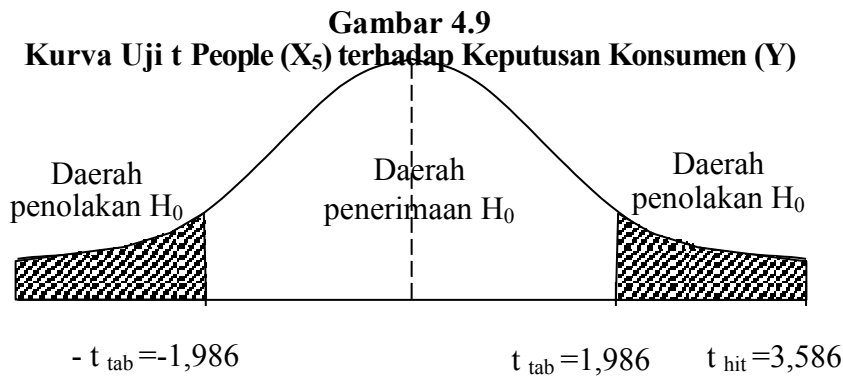 Gambar 4.9
Kurva Uji t People (X₅) terhadap Keputusan Konsumen (Y)
Daerah
penolakan H₀
Daerah
penerimaan H₀
Daerah
penolakan H₀
- t tab =-1,986
t tab =1,986
t hit =3,586